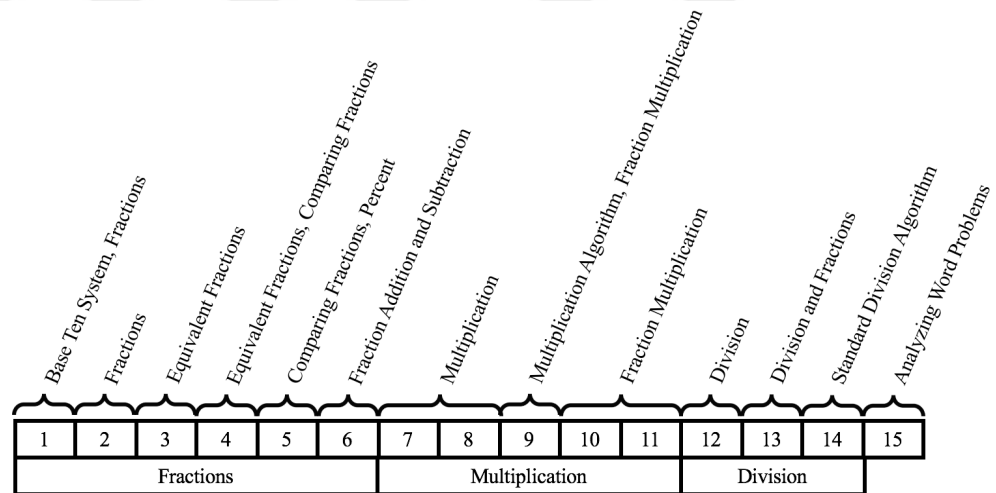 Base Ten System, Fractions
Fractions
Equivalent Fractions
Equivalent Fractions, Comparing Fractions
Comparing Fractions, Percent
Fraction Addition and Subtraction
Multiplication
Multiplication Algorithm, Fraction Multiplication
Fraction Multiplication
Division
Division and Fractions
Standard Division Algorithm
Analyzing Word Problems
1 2 3 4 5 6 7 8 9 10 11 12 13 14 15
Fractions Multiplication Division